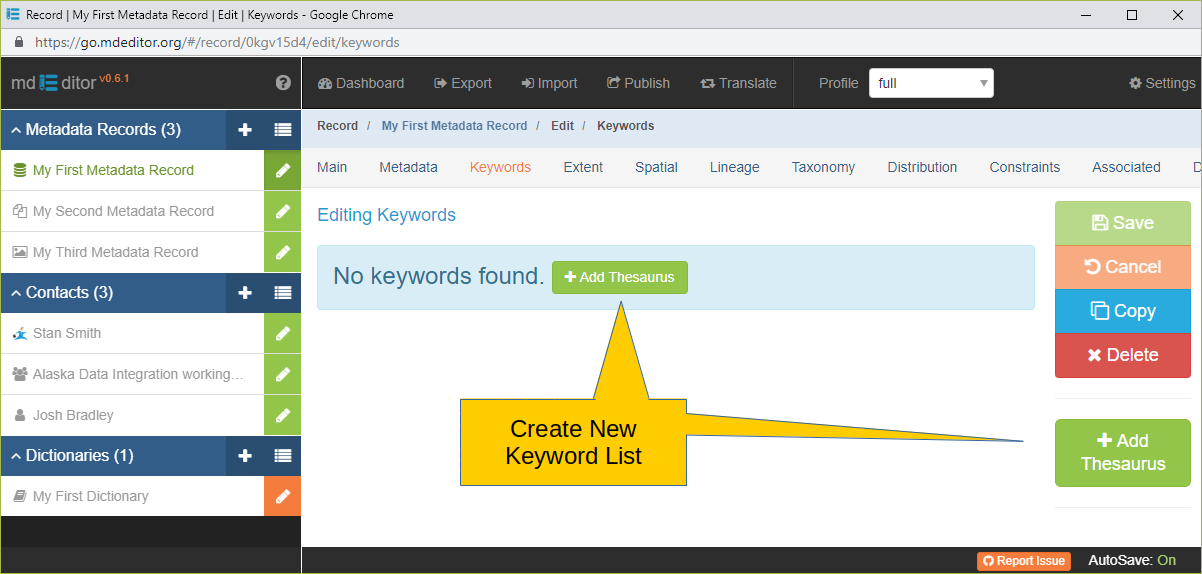 Record | My First Metadata Record | Edit | Keywords - Google Chrome
https://go.mdeditor.org/#/record/0kgv15d4/edit/keywords
md Editor v0.6.1
Dashboard Export Import Publish Translate Profile full Settings
Metadata Records (3)
My First Metadata Record
My Second Metadata Record
My Third Metadata Record
Contacts (3)
Stan Smith
Alaska Data Integration working...
Josh Bradley
Dictionaries (1)
My First Dictionary
Record / My First Metadata Record / Edit / Keywords
Main Metadata Keywords Extent Spatial Lineage Taxonomy Distribution Constraints Associated D
Editing Keywords
No keywords found. Add Thesaurus
Create New
Keyword List
Save
Cancel
Copy
Delete
Add
Thesaurus
Report Issue AutoSave: On